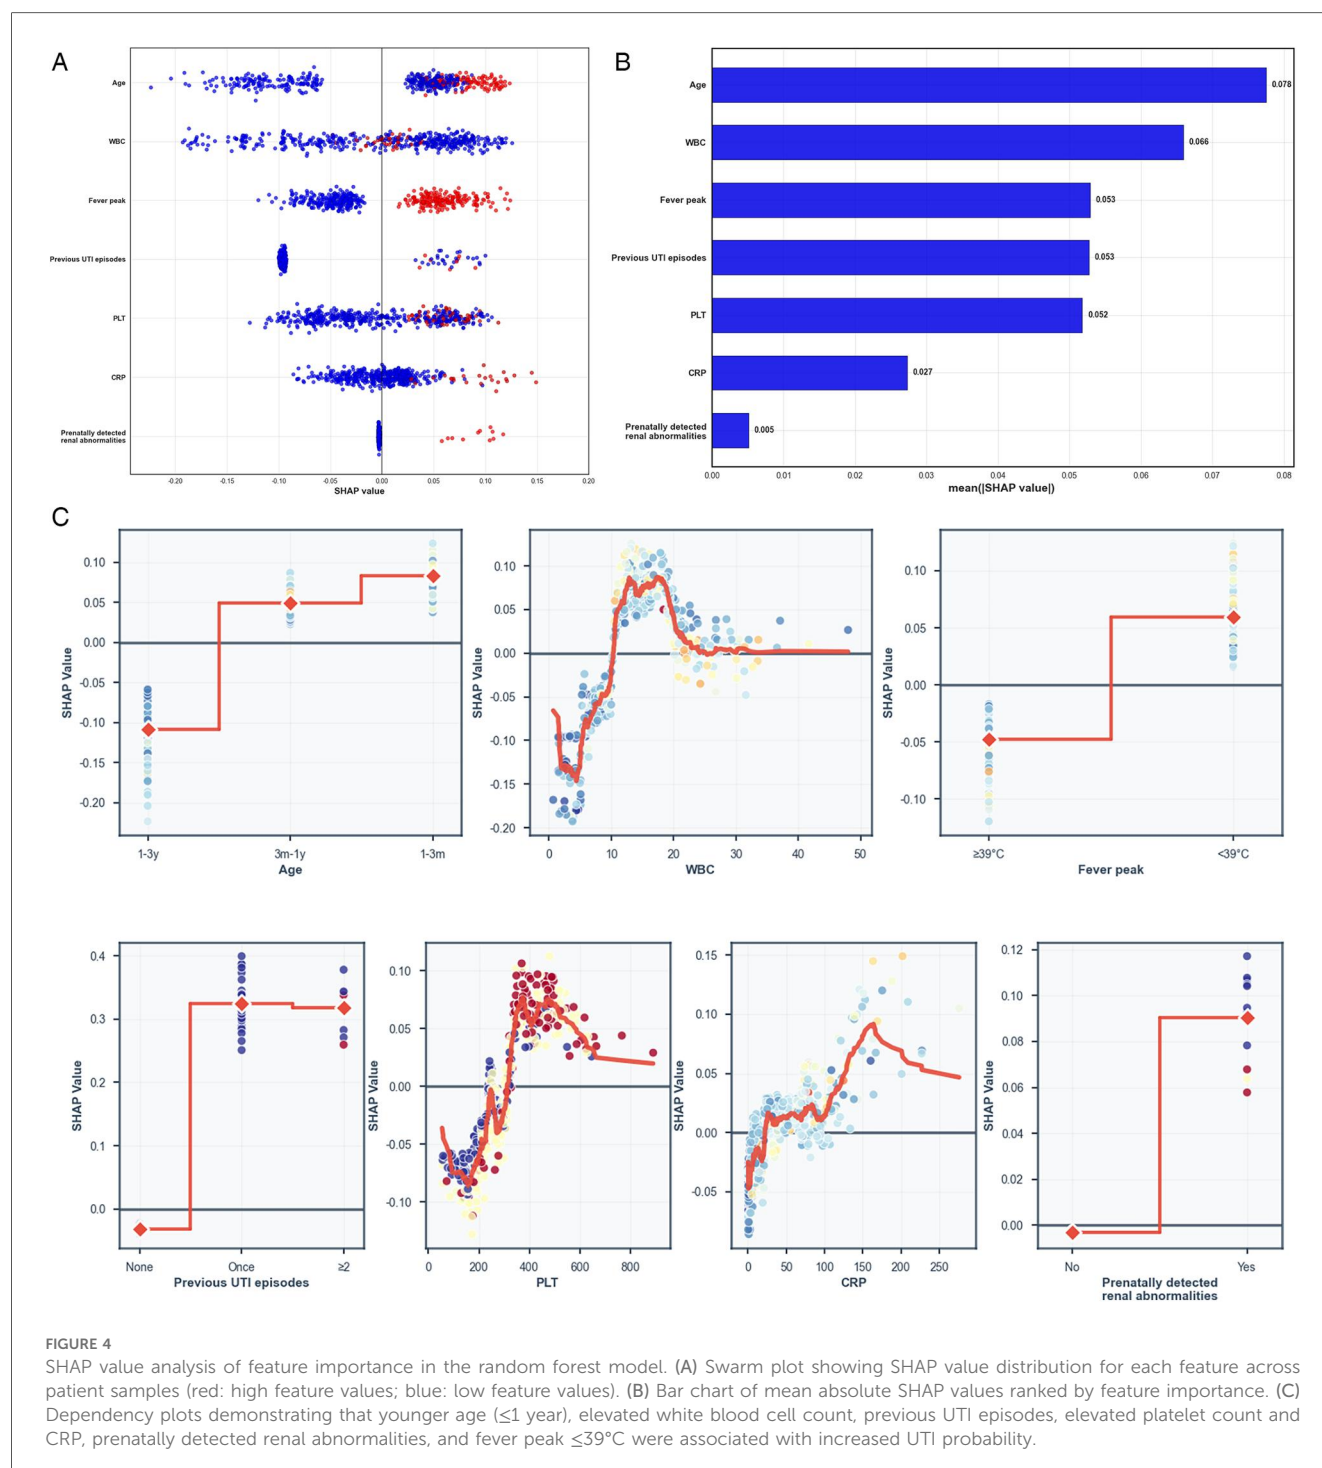 A
Age
WBC
Fever peak
Previous UTI episodes
PLT
CRP
Prenatally detected
renal abnormalities
-0.20 -0.15 -0.10 -0.05 0.00 0.05 0.10 0.15 0.20
SHAP value
B
Age 0.078
WBC 0.066
Fever peak 0.053
Previous UTI episodes 0.053
PLT 0.052
CRP 0.027
Prenatally detected
renal abnormalities 0.005
0.00 0.01 0.02 0.03 0.04 0.05 0.06 0.07 0.08
mean(|SHAP value|)
C
SHAP Value
0.10
0.05
0.00
-0.05
-0.10
-0.15
-0.20
1-3y 3m-1y 1-3m
Age
SHAP Value
0.10
0.05
0.00
-0.05
-0.10
-0.15
-0.20
0 10 20 30 40 50
WBC
SHAP Value
0.10
0.05
0.00
-0.05
-0.10
≥39°C <39°C
Fever peak
SHAP Value
0.4
0.3
0.2
0.1
0.0
None Once ≥2
Previous UTI episodes
SHAP Value
0.10
0.05
0.00
-0.05
-0.10
0 200 400 600 800
PLT
SHAP Value
0.15
0.10
0.05
0.00
-0.05
0 50 100 150 200 250
CRP
SHAP Value
0.12
0.10
0.08
0.06
0.04
0.02
0.00
No Yes
Prenatally detected
renal abnormalities
FIGURE 4
SHAP value analysis of feature importance in the random forest model. (A) Swarm plot showing SHAP value distribution for each feature across
patient samples (red: high feature values; blue: low feature values). (B) Bar chart of mean absolute SHAP values ranked by feature importance. (C)
Dependency plots demonstrating that younger age (≤1 year), elevated white blood cell count, previous UTI episodes, elevated platelet count and
CRP, prenatally detected renal abnormalities, and fever peak ≤39°C were associated with increased UTI probability.